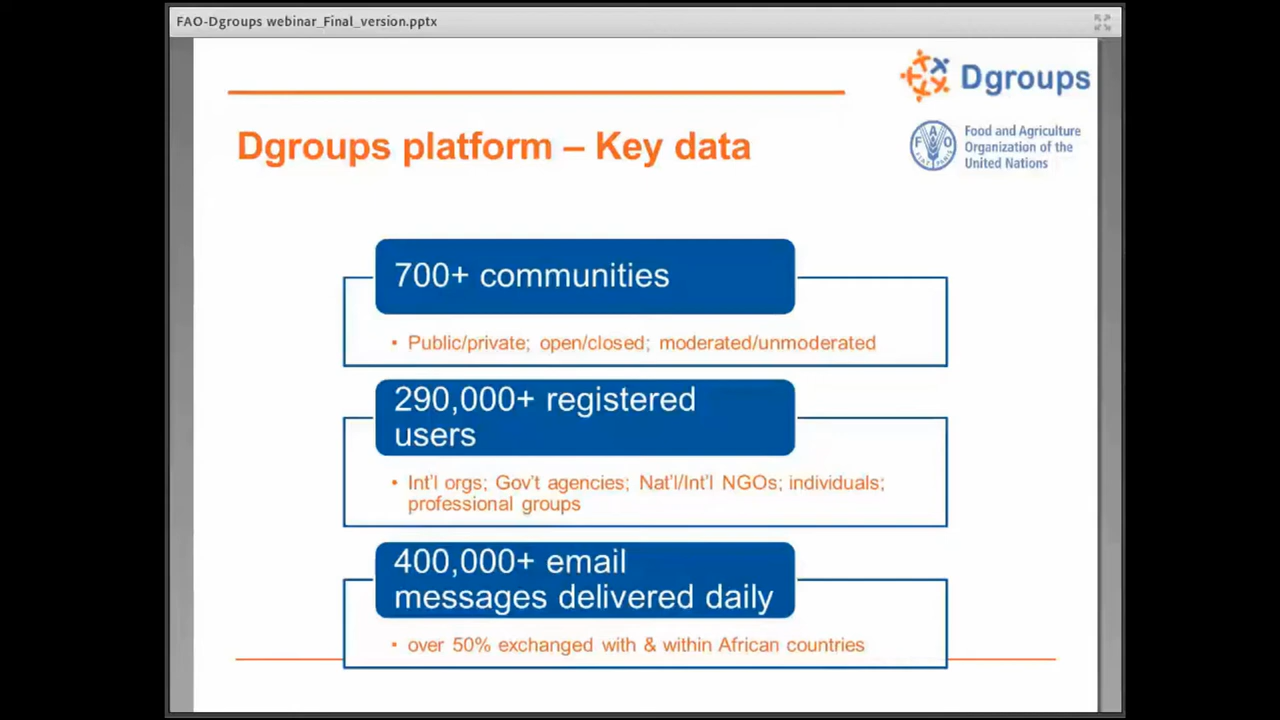 FAO-Dgroups webinar_Final_version.pptx
Dgroups
Food and Agriculture
Organization of the
United Nations
Dgroups platform – Key data
700+ communities
• Public/private; open/closed; moderated/unmoderated
290,000+ registered
users
• Int'l orgs; Gov't agencies; Nat'l/Int'l NGOs; individuals;
professional groups
400,000+ email
messages delivered daily
• over 50% exchanged with & within African countries